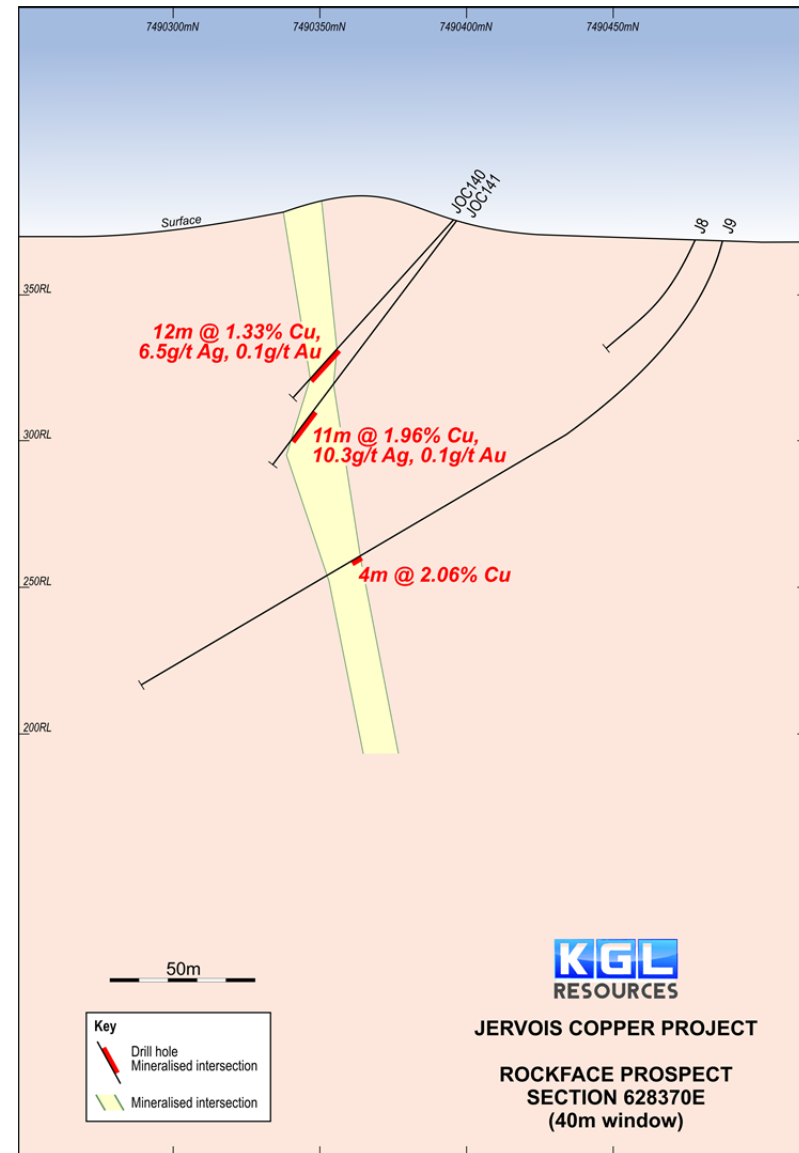 7490300mN
7490350mN
7490400mN
7490450mN
JOC140
JOC141
J8
J9
Surface
350RL
12m @ 1.33% Cu,
6.5g/t Ag, 0.1g/t Au
300RL
11m @ 1.96% Cu,
10.3g/t Ag, 0.1g/t Au
4m @ 2.06% Cu
250RL
200RL
50m
Key
Drill hole
Mineralised intersection
Mineralised intersection
KGL
RESOURCES
JERVOIS COPPER PROJECT
ROCKFACE PROSPECT
SECTION 628370E
(40m window)